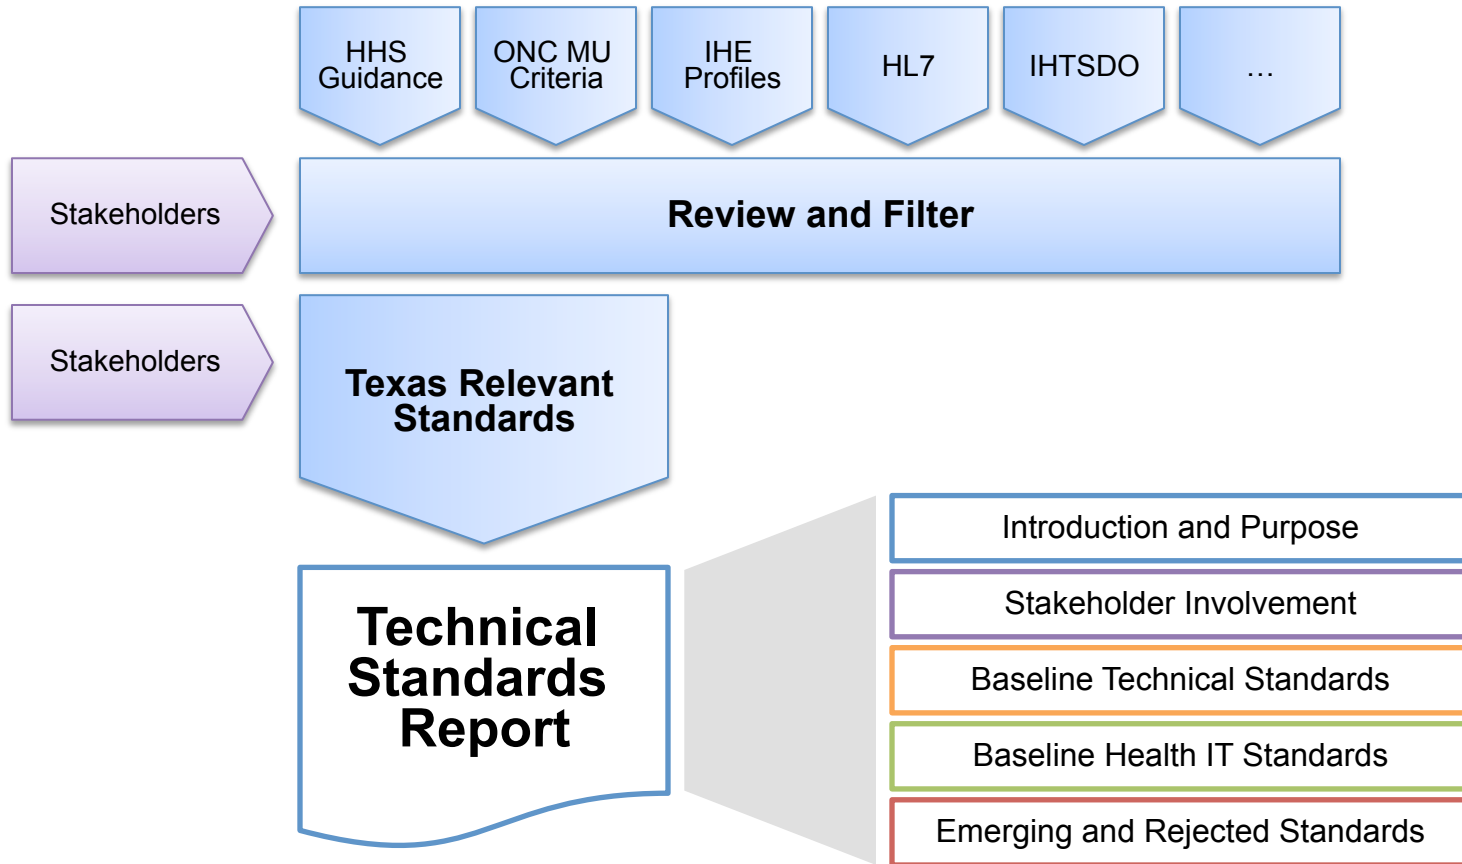 HHS
Guidance
ONC MU
Criteria
IHE
Profiles
HL7
IHTSDO
...
Stakeholders
Review and Filter
Stakeholders
Texas Relevant
Standards
Technical
Standards
Report
Introduction and Purpose
Stakeholder Involvement
Baseline Technical Standards
Baseline Health IT Standards
Emerging and Rejected Standards